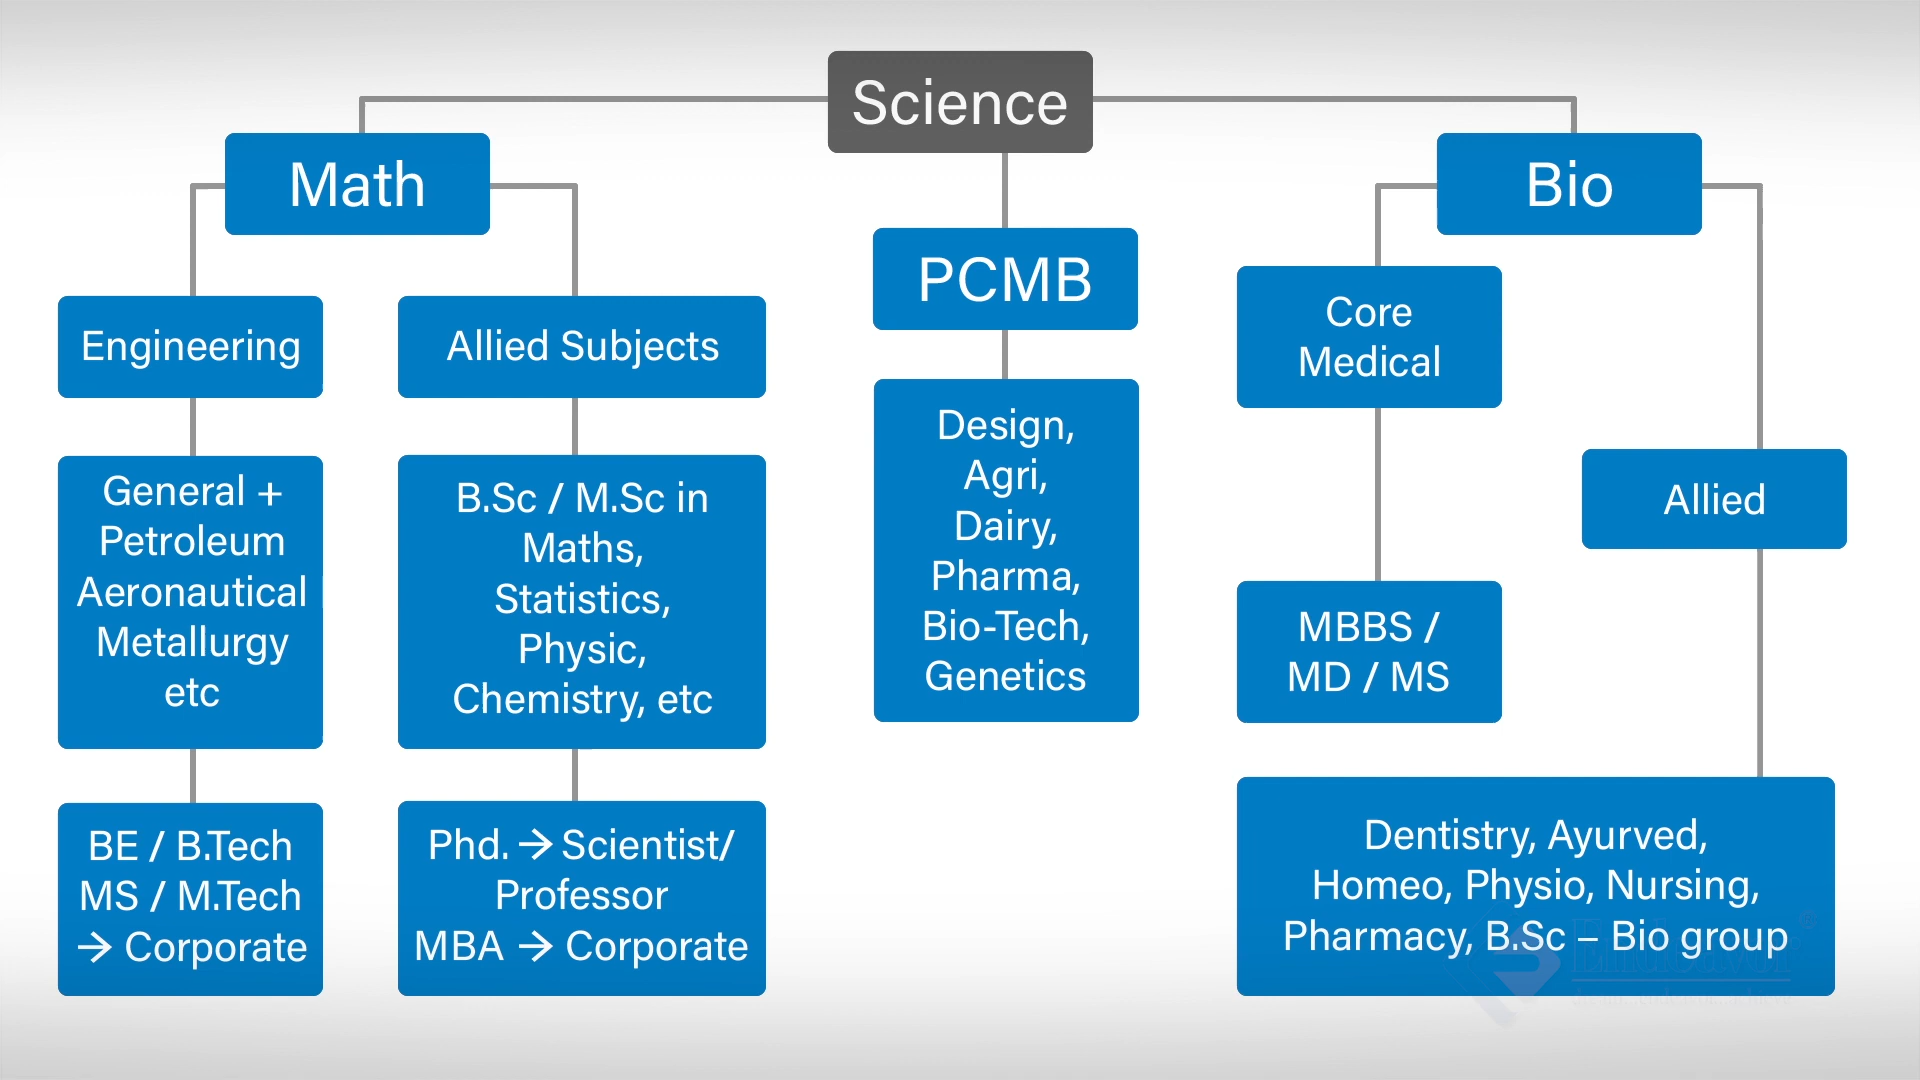 Science
Math
Bio
PCMB
Engineering
Allied Subjects
Core
Medical
General +
Petroleum
Aeronautical
Metallurgy
etc
B.Sc / M.Sc in
Maths,
Statistics,
Physic,
Chemistry, etc
Design,
Agri,
Dairy,
Pharma,
Bio-Tech,
Genetics
Allied
MBBS /
MD / MS
BE / B.Tech
MS / M.Tech
→ Corporate
Phd. → Scientist/
Professor
MBA → Corporate
Dentistry, Ayurved,
Homeo, Physio, Nursing,
Pharmacy, B.Sc – Bio group